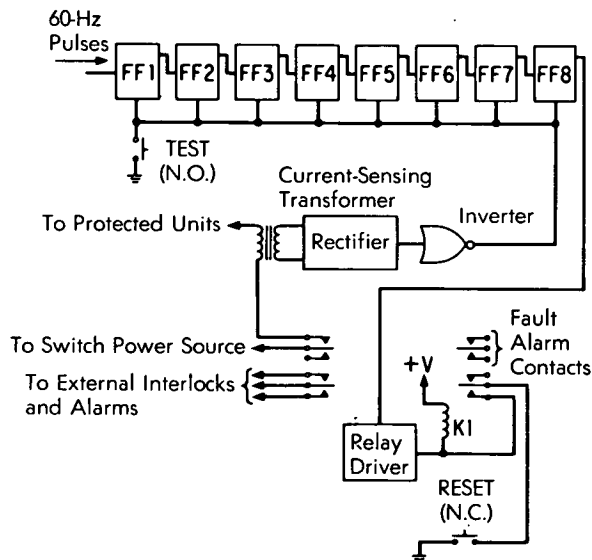 60-Hz
Pulses
FF1 FF2 FF3 FF4 FF5 FF6 FF7 FF8
TEST
(N.O.)
Current-Sensing
Transformer
Inverter
To Protected Units
Rectifier
To Switch Power Source
Fault
Alarm
Contacts
To External Interlocks
and Alarms
+V
K1
Relay
Driver
RESET
(N.C.)